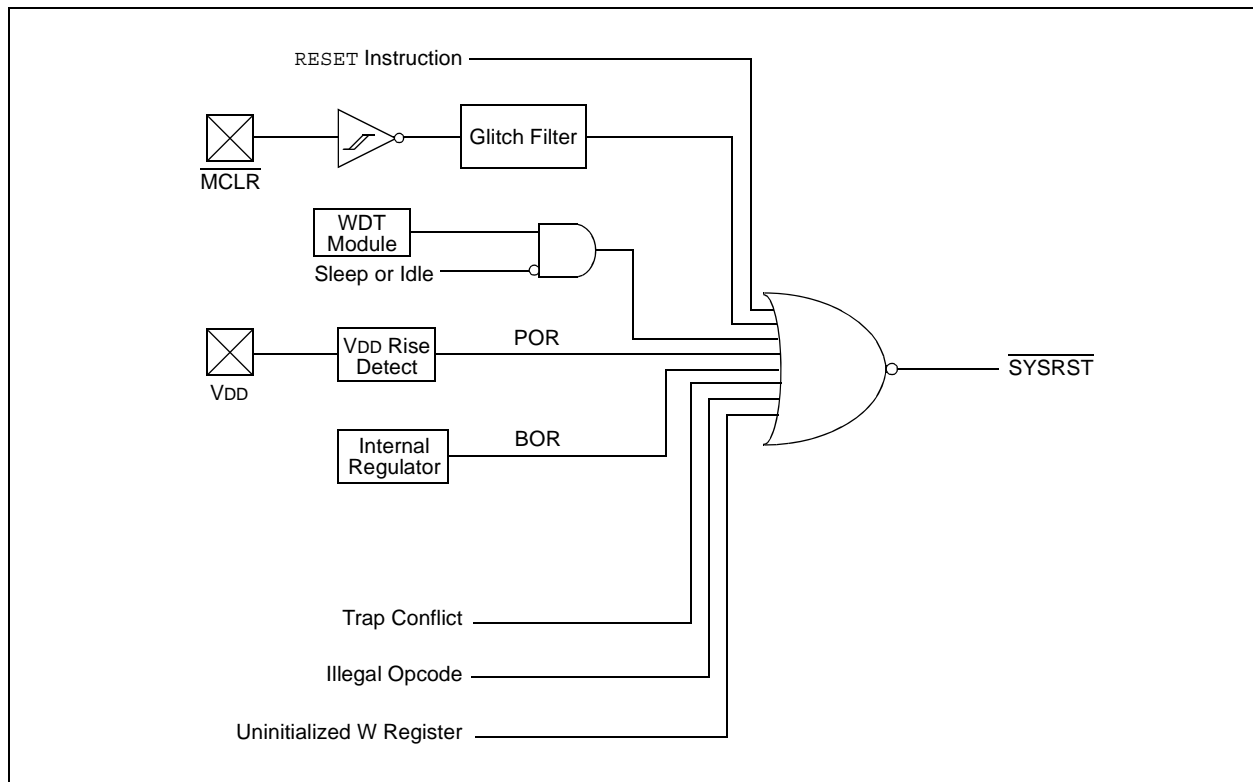 RESET Instruction
Glitch Filter
MCLR
WDT
Module
Sleep or Idle
VDD
VDD Rise
Detect
POR
SYSRST
Internal
Regulator
BOR
Trap Conflict
Illegal Opcode
Uninitialized W Register